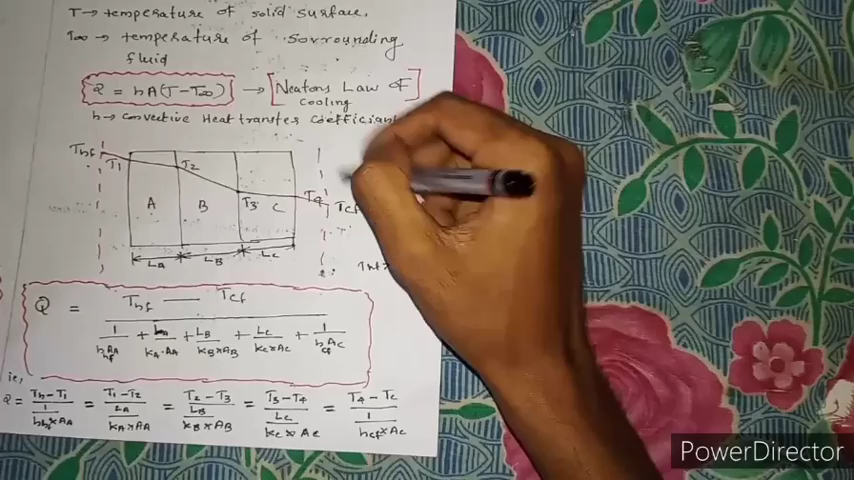 T → temperature of solid surface.
T∞ → temperature of sorrounding
fluid
Q = hA(T-T∞) → [Neatons Law of
cooling]
h → convective Heat transfer coefficiant
Thf T1 T2 T3 T4 Tcf
A B C
LA LB LC
Q = Thf — Tcf
1/hhf AA + LA/KA·AA + LB/KB×AB + LC/KC×AC + 1/hcf AC
ie,
Q = Th-T1 / 1/hhf×AA = T1-T2 / LA/KA×AA = T2-T3 / LB/KB×AB = T3-T4 / LC/KC×AC = T4-TC / 1/hcf×AC
PowerDirector